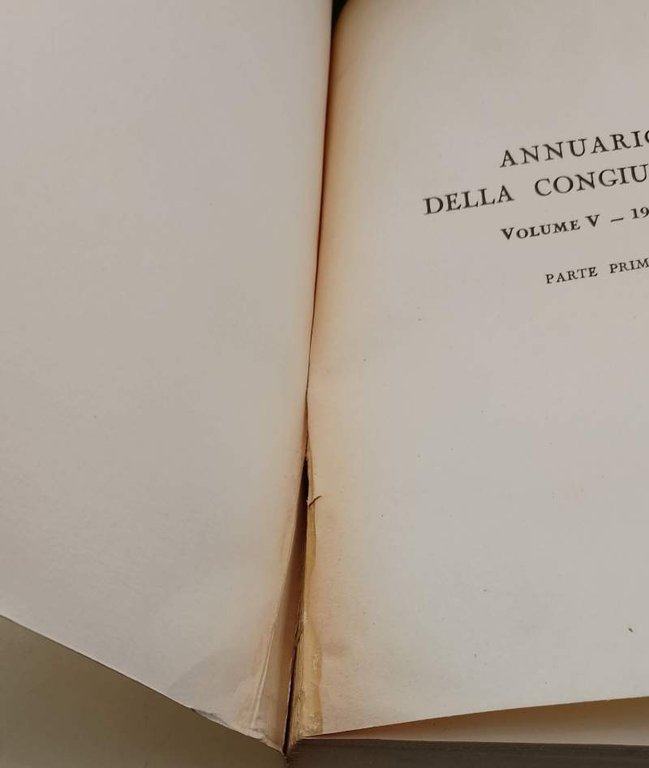 ANNUARIO
DELLA CONGIU
VOLUME V – 19
PARTE PRIM